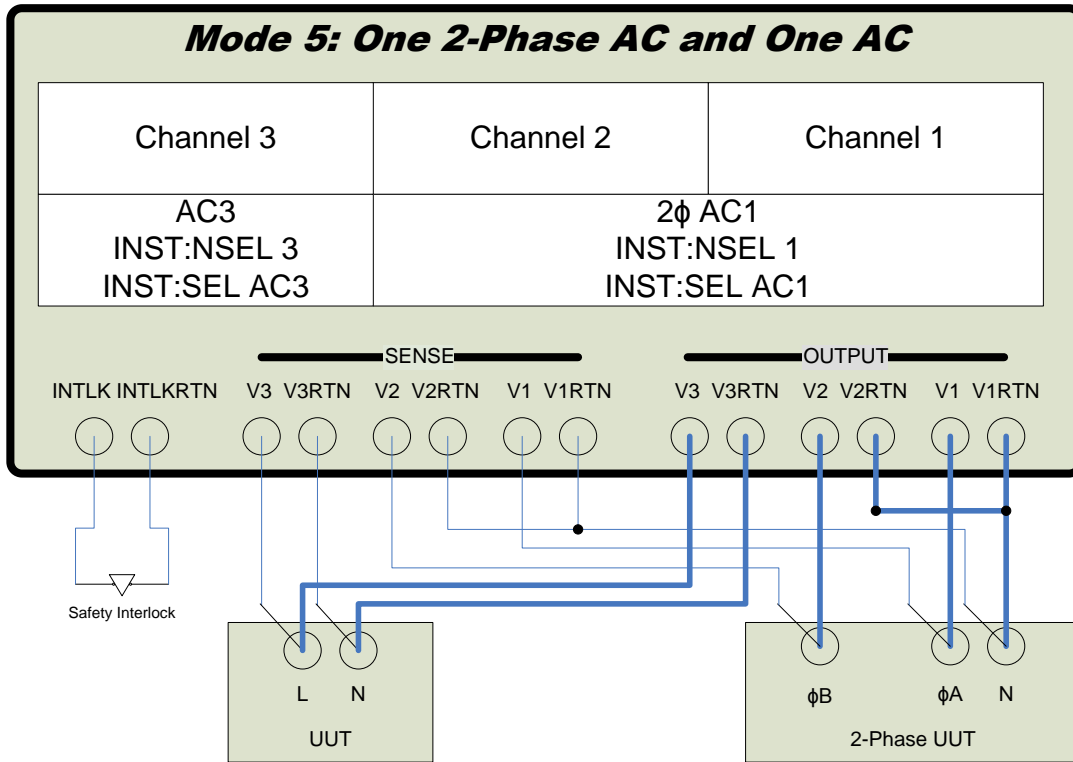 Mode 5: One 2-Phase AC and One AC
Channel 3
Channel 2
Channel 1
AC3
INST:NSEL 3
INST:SEL AC3
2ϕ AC1
INST:NSEL 1
INST:SEL AC1
SENSE
OUTPUT
INTLK INTLKRTN V3 V3RTN V2 V2RTN V1 V1RTN V3 V3RTN V2 V2RTN V1 V1RTN
Safety Interlock
L N
UUT
ϕB ϕA N
2-Phase UUT